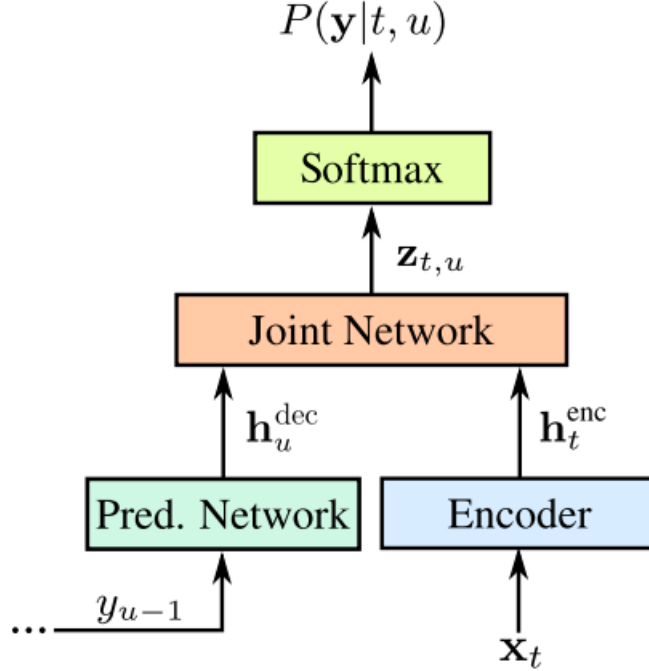 P(y|t, u)
Softmax
z_{t,u}
Joint Network
h_u^{dec} h_t^{enc}
Pred. Network Encoder
... y_{u-1}
x_t